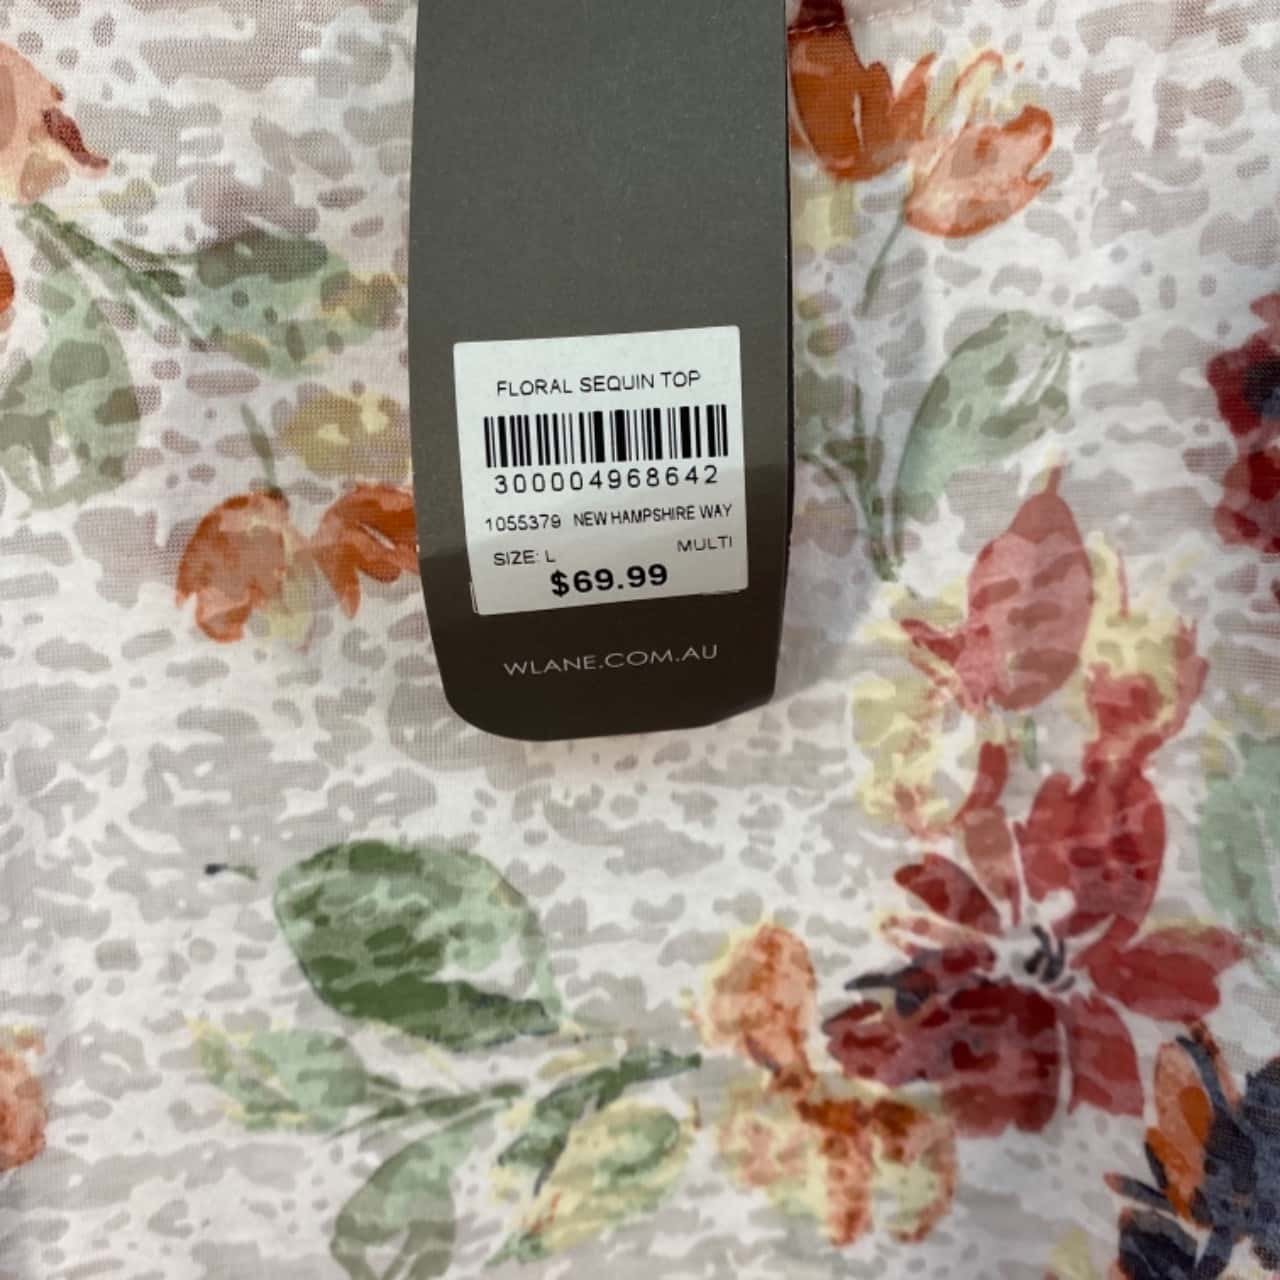 FLORAL SEQUIN TOP
300004968642
1055379 NEW HAMPSHIRE WAY
SIZE: L MULTI
$69.99
WLANE.COM.AU